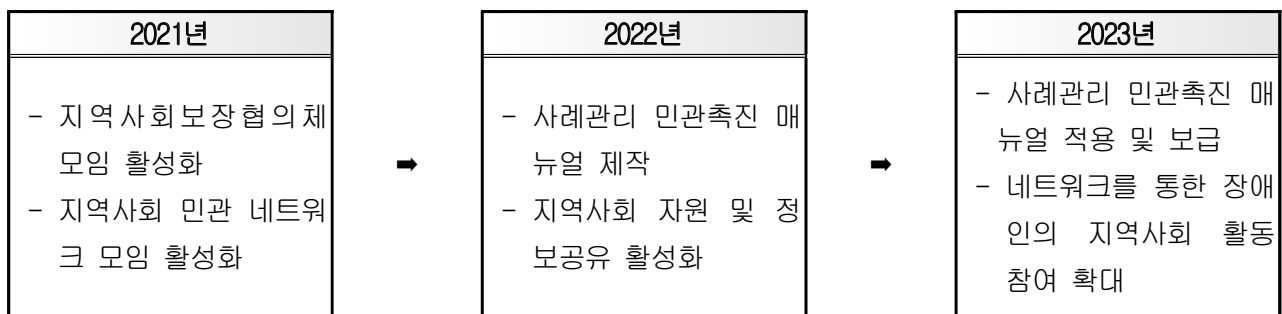 2021년
- 지역사회보장협의체
모임 활성화
- 지역사회 민관 네트워
크 모임 활성화
➡
2022년
- 사례관리 민관촉진 매
뉴얼 제작
- 지역사회 자원 및 정
보공유 활성화
➡
2023년
- 사례관리 민관촉진 매
뉴얼 적용 및 보급
- 네트워크를 통한 장애
인의 지역사회 활동
참여 확대